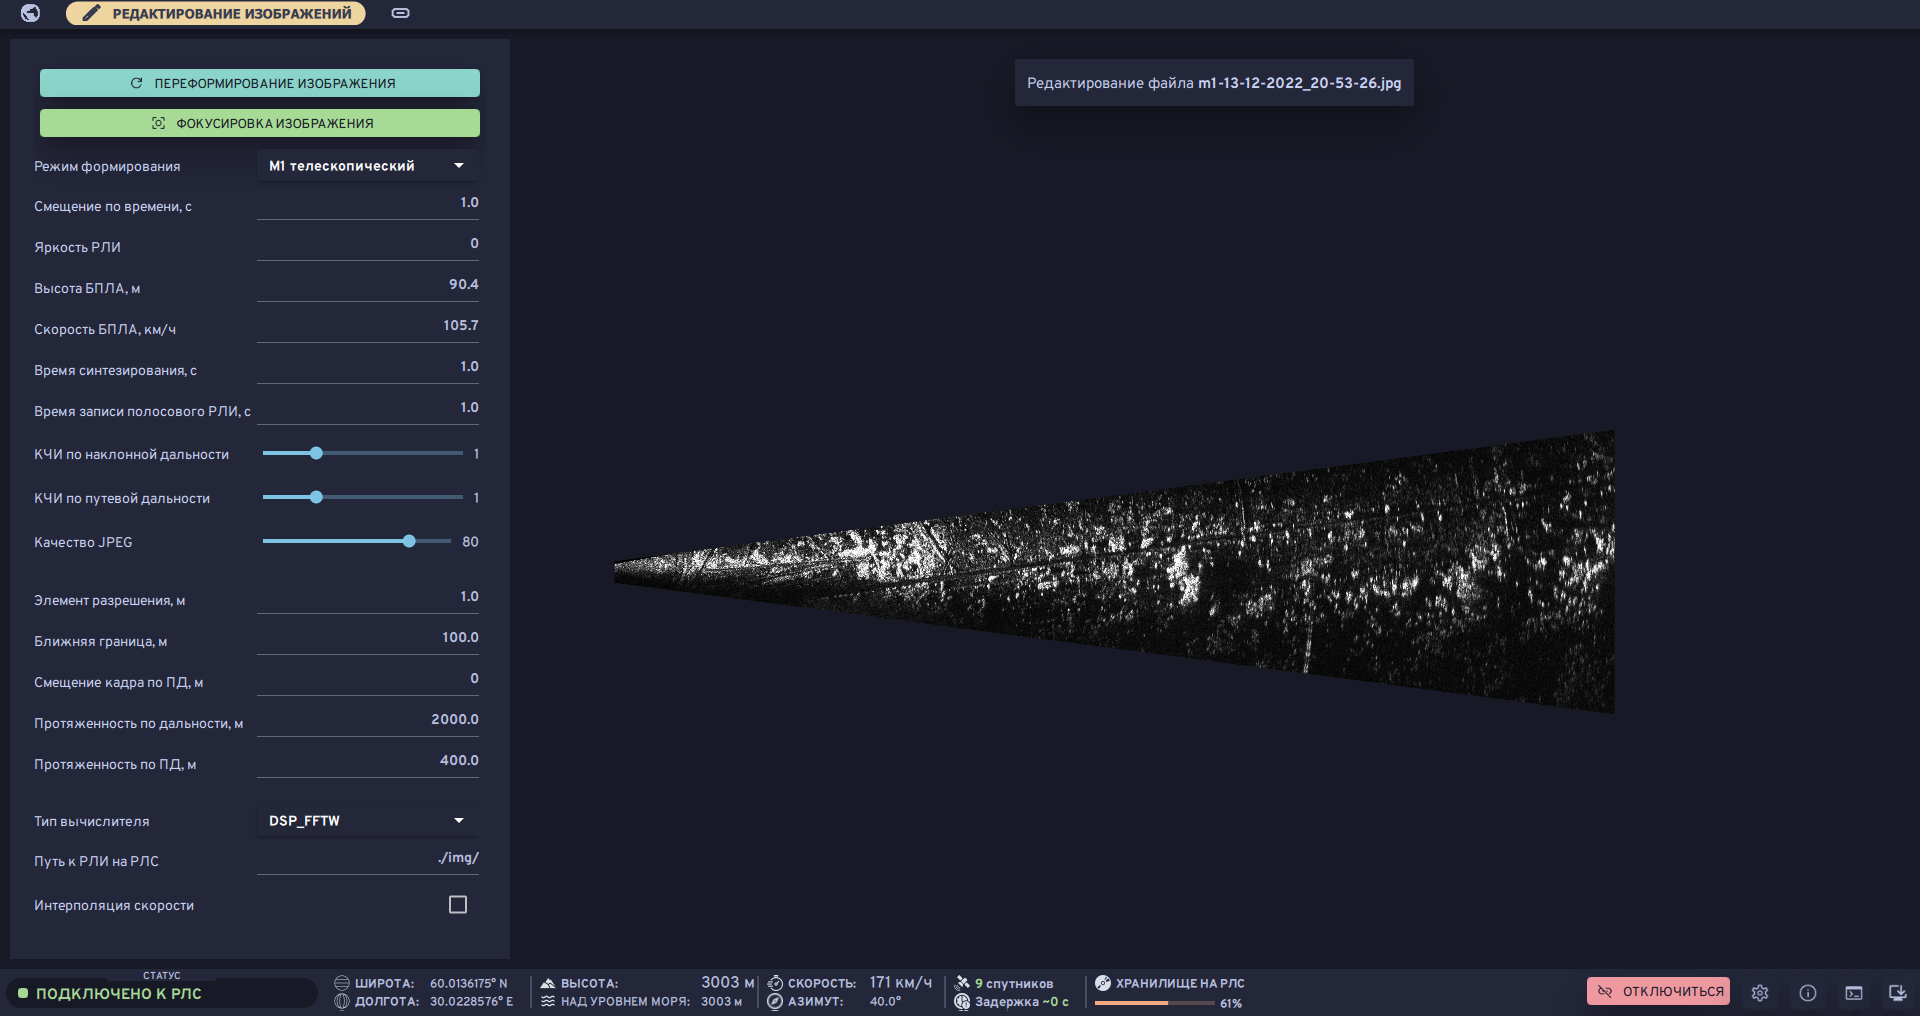 РЕДАКТИРОВАНИЕ ИЗОБРАЖЕНИЙ
ПЕРЕФОРМИРОВАНИЕ ИЗОБРАЖЕНИЯ
ФОКУСИРОВКА ИЗОБРАЖЕНИЯ
Режим формирования М1 телескопический
Смещение по времени, с 1.0
Яркость РЛИ 0
Высота БПЛА, м 90.4
Скорость БПЛА, км/ч 105.7
Время синтезирования, с 1.0
Время записи полосового РЛИ, с 1.0
КЧИ по наклонной дальности 1
КЧИ по путевой дальности 1
Качество JPEG 80
Элемент разрешения, м 1.0
Ближняя граница, м 100.0
Смещение кадра по ПД, м 0
Протяженность по дальности, м 2000.0
Протяженность по ПД, м 400.0
Тип вычислителя DSP_FFTW
Путь к РЛИ на РЛС ./img/
Интерполяция скорости
Редактирование файла m1-13-12-2022_20-53-26.jpg
СТАТУС
ПОДКЛЮЧЕНО К РЛС
ШИРОТА: 60.0136175° N
ДОЛГОТА: 30.0228576° E
ВЫСОТА: 3003 м
НАД УРОВНЕМ МОРЯ: 3003 м
СКОРОСТЬ: 171 км/ч
АЗИМУТ: 40.0°
9 спутников
Задержка ~0 с
ХРАНИЛИЩЕ НА РЛС
61%
ОТКЛЮЧИТЬСЯ